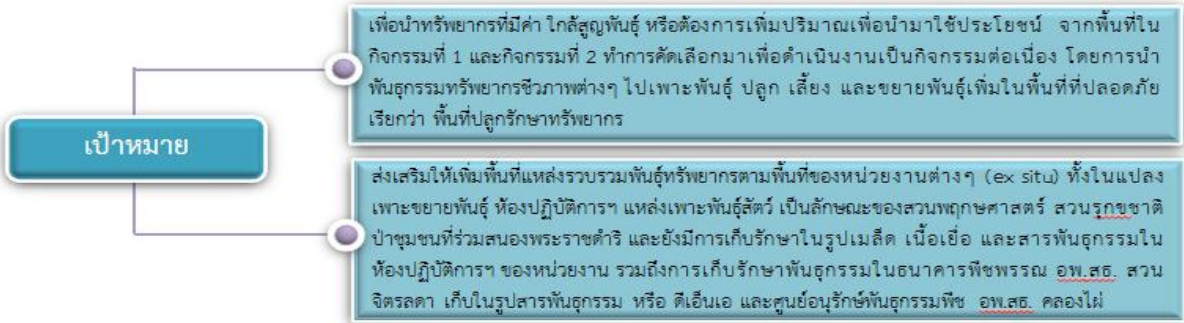 เป้าหมาย
เพื่อนำทรัพยากรที่มีค่า ใกล้สูญพันธุ์ หรือต้องการเพิ่มปริมาณเพื่อนำมาใช้ประโยชน์ จากพื้นที่ใน
กิจกรรมที่ 1 และกิจกรรมที่ 2 ทำการคัดเลือกมาเพื่อดำเนินงานเป็นกิจกรรมต่อเนื่อง โดยการนำ
พันธุกรรมทรัพยากรชีวภาพต่างๆ ไปเพาะพันธุ์ ปลูก เลี้ยง และขยายพันธุ์เพิ่มในพื้นที่ที่ปลอดภัย
เรียกว่า พื้นที่ปลูกรักษาทรัพยากร
ส่งเสริมให้เพิ่มพื้นที่แหล่งรวบรวมพันธุ์ทรัพยากรตามพื้นที่ของหน่วยงานต่างๆ (ex situ) ทั้งในแปลง
เพาะขยายพันธุ์ ห้องปฏิบัติการฯ แหล่งเพาะพันธุ์สัตว์ เป็นลักษณะของสวนพฤกษศาสตร์ สวนรุกขชาติ
ป่าชุมชนที่ร่วมสนองพระราชดำริ และยังมีการเก็บรักษาในรูปเมล็ด เนื้อเยื่อ และสารพันธุกรรมใน
ห้องปฏิบัติการฯ ของหน่วยงาน รวมถึงการเก็บรักษาพันธุกรรมในธนาคารพืชพรรณ อพ.สธ. สวน
จิตรลดา เก็บในรูปสารพันธุกรรม หรือ ดีเอ็นเอ และศูนย์อนุรักษ์พันธุกรรมพืช อพ.สธ. คลองไผ่